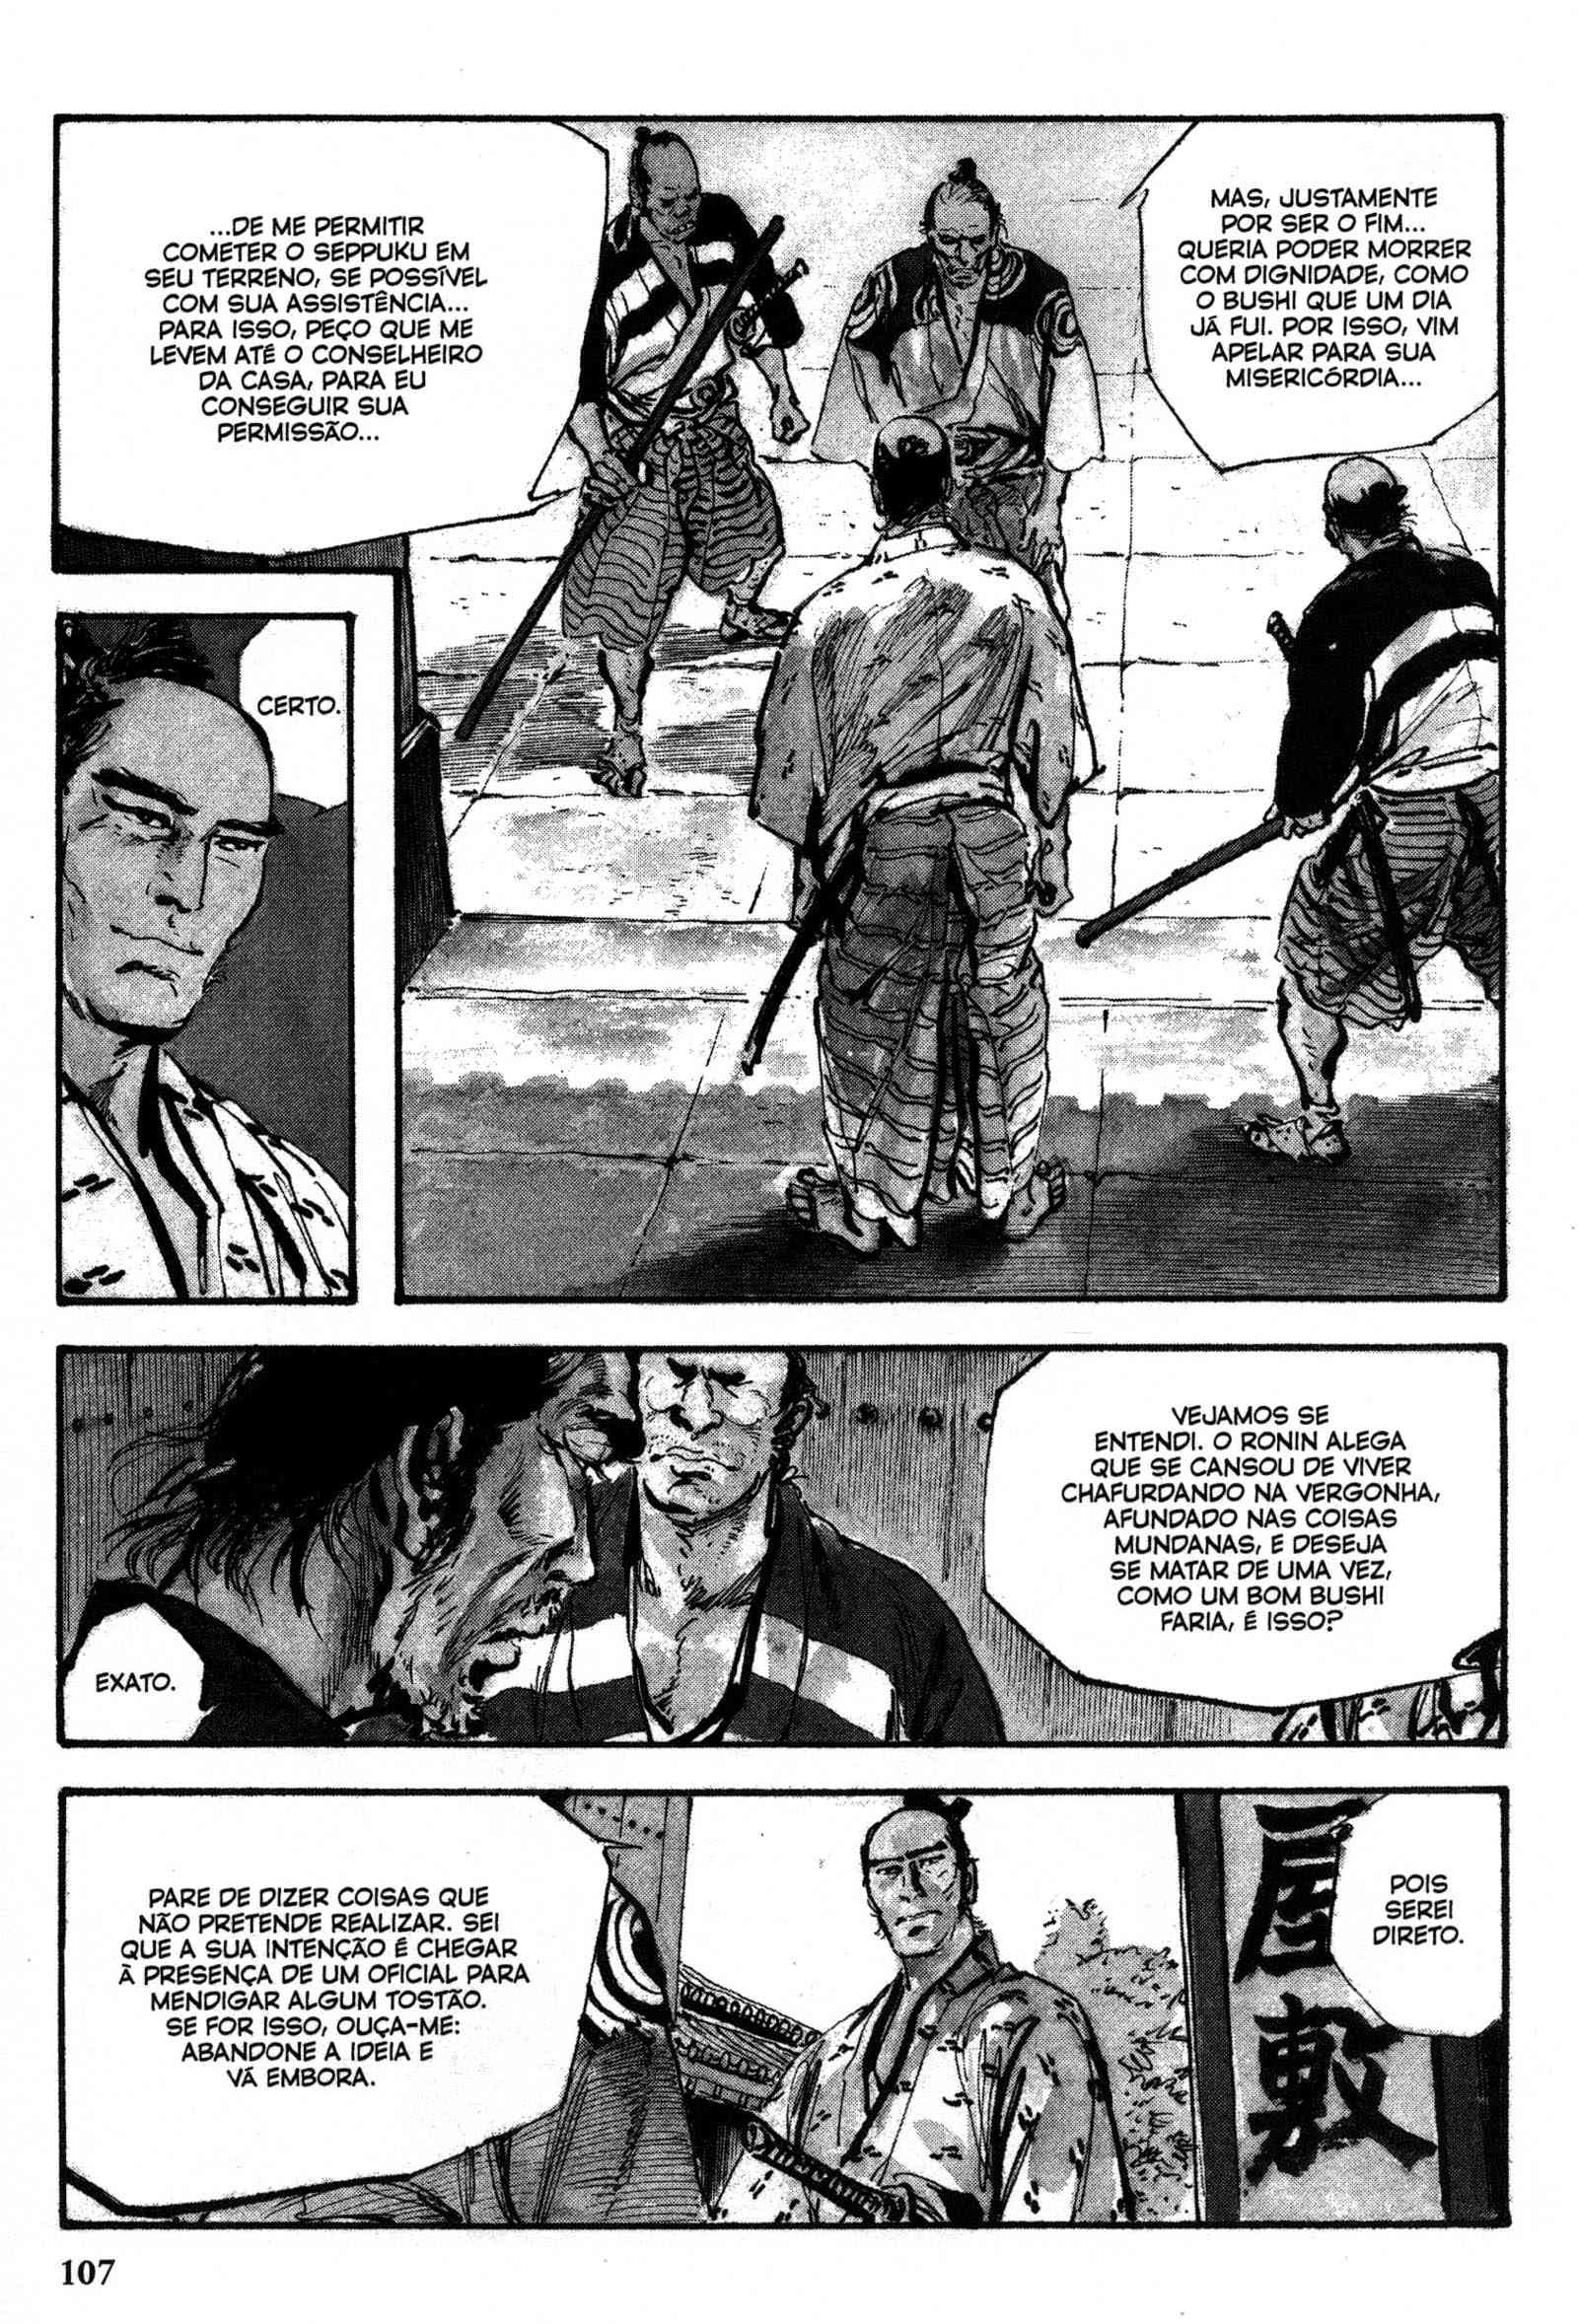 MAS, JUSTAMENTE
POR SER O FIM...
QUERIA PODER MORRER
COM DIGNIDADE, COMO
O BUSHI QUE UM DIA
JÁ FUI. POR ISSO, VIM
APELAR PARA SUA
MISERICÓRDIA...
...DE ME PERMITIR
COMETER O SEPPUKU EM
SEU TERRENO, SE POSSÍVEL
COM SUA ASSISTÊNCIA...
PARA ISSO, PEÇO QUE ME
LEVEM ATÉ O CONSELHEIRO
DA CASA, PARA EU
CONSEGUIR SUA
PERMISSÃO...
CERTO.
VEJAMOS SE
ENTENDI. O RONIN ALEGA
QUE SE CANSOU DE VIVER
CHAFURDANDO NA VERGONHA,
AFUNDADO NAS COISAS
MUNDANAS, E DESEJA
SE MATAR DE UMA VEZ,
COMO UM BOM BUSHI
FARIA, É ISSO?
EXATO.
POIS
SEREI
DIRETO.
屋
敷
PARE DE DIZER COISAS QUE
NÃO PRETENDE REALIZAR. SEI
QUE A SUA INTENÇÃO É CHEGAR
À PRESENÇA DE UM OFICIAL PARA
MENDIGAR ALGUM TOSTÃO.
SE FOR ISSO, OUÇA-ME:
ABANDONE A IDEIA E
VÁ EMBORA.
107